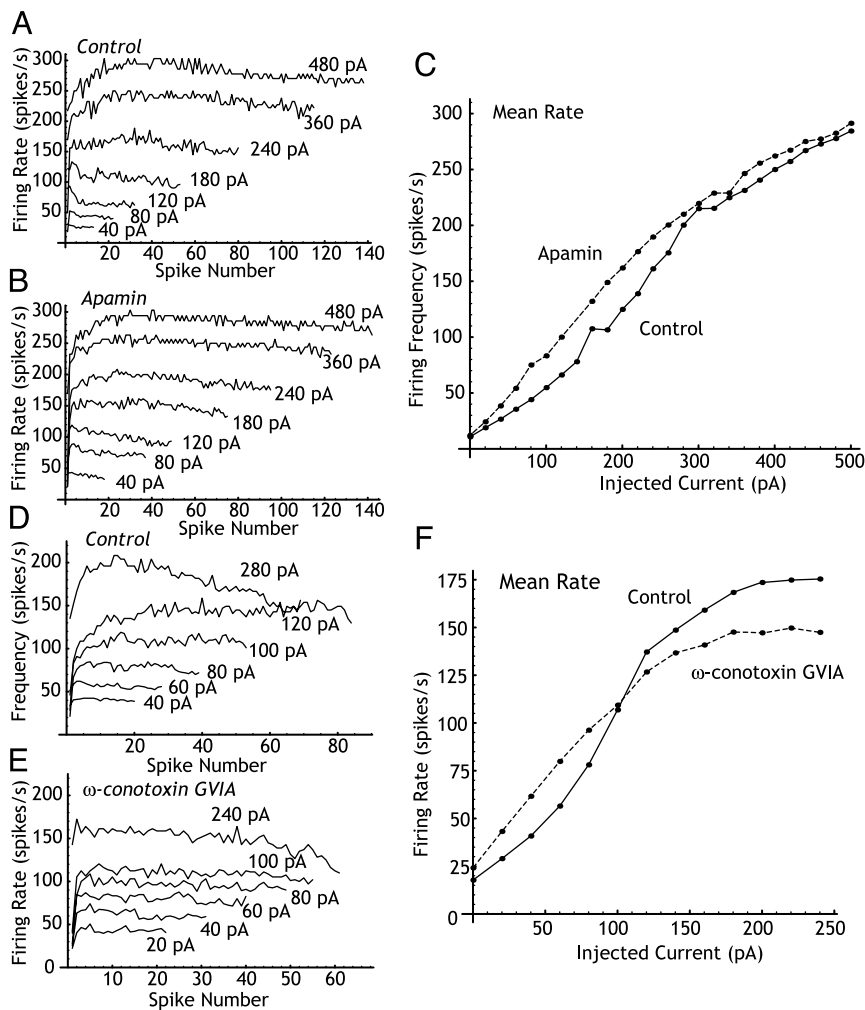 A
Control
Firing Rate (spikes/s)
300
250
200
150
100
50
480 pA
360 pA
240 pA
180 pA
120 pA
80 pA
40 pA
20 40 60 80 100 120 140
Spike Number
B
Apamin
Firing Rate (spikes/s)
300
250
200
150
100
50
480 pA
360 pA
240 pA
180 pA
120 pA
80 pA
40 pA
20 40 60 80 100 120 140
Spike Number
C
Mean Rate
Firing Frequency (spikes/s)
300
250
200
150
100
50
Apamin
Control
100 200 300 400 500
Injected Current (pA)
D
Control
Frequency (spikes/s)
200
150
100
50
280 pA
120 pA
100 pA
80 pA
60 pA
40 pA
20 40 60 80
Spike Number
E
ω-conotoxin GVIA
Firing Rate (spikes/s)
200
150
100
50
0
240 pA
100 pA
80 pA
60 pA
40 pA
20 pA
10 20 30 40 50 60
Spike Number
F
Mean Rate
Firing Rate (spikes/s)
175
150
125
100
75
50
25
0
Control
ω-conotoxin GVIA
50 100 150 200 250
Injected Current (pA)